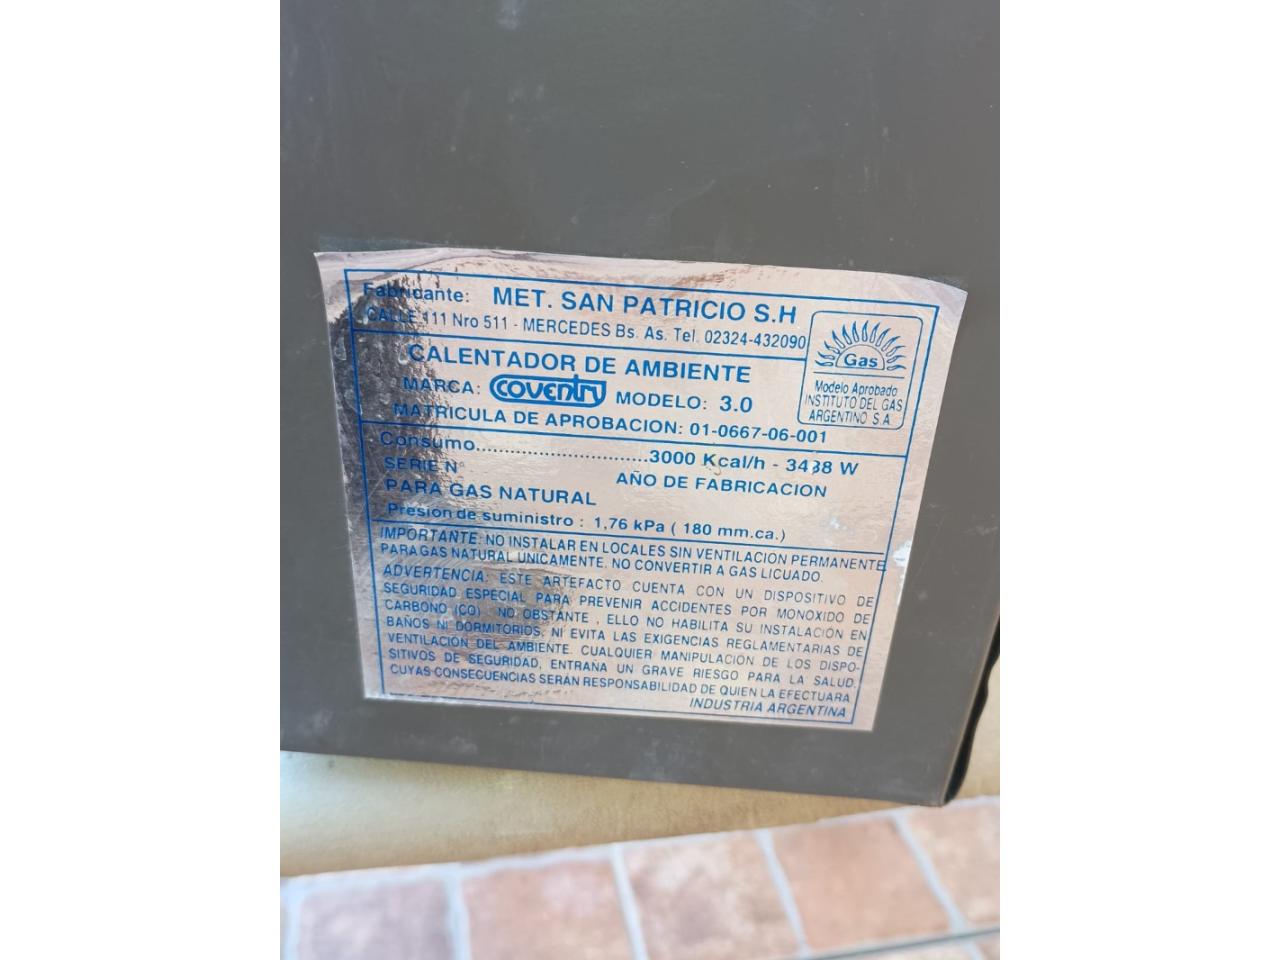 Fabricante: MET. SAN PATRICIO S.H
CALLE 111 Nro 511 - MERCEDES Bs. As. Tel. 02324-432090
CALENTADOR DE AMBIENTE
MARCA: COVENTRY MODELO: 3.0
MATRICULA DE APROBACION: 01-0667-06-001
Gas
Modelo Aprobado
INSTITUTO DEL GAS
ARGENTINO S.A.
Consumo..............................3000 Kcal/h - 3488 W
SERIE Nº AÑO DE FABRICACION
PARA GAS NATURAL
Presion de suministro : 1,76 kPa ( 180 mm.ca.)
IMPORTANTE: NO INSTALAR EN LOCALES SIN VENTILACION PERMANENTE
PARA GAS NATURAL UNICAMENTE, NO CONVERTIR A GAS LICUADO.
ADVERTENCIA: ESTE ARTEFACTO CUENTA CON UN DISPOSITIVO DE
SEGURIDAD ESPECIAL PARA PREVENIR ACCIDENTES POR MONOXIDO DE
CARBONO (CO) NO OBSTANTE , ELLO NO HABILITA SU INSTALACION EN
BAÑOS NI DORMITORIOS, NI EVITA LAS EXIGENCIAS REGLAMENTARIAS DE
VENTILACIÓN DEL AMBIENTE. CUALQUIER MANIPULACIÓN DE LOS DISPO-
SITIVOS DE SEGURIDAD, ENTRAÑA UN GRAVE RIESGO PARA LA SALUD,
CUYAS CONSECUENCIAS SERÁN RESPONSABILIDAD DE QUIEN LA EFECTUARA
INDUSTRIA ARGENTINA